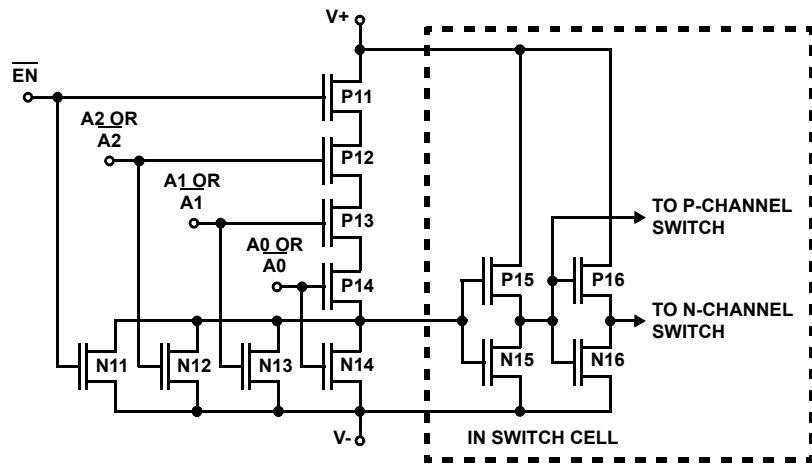 V+
EN
P11
A2 OR
A2
P12
A1 OR
A1
P13
A0 OR
A0
P14
TO P-CHANNEL
SWITCH
P15
P16
TO N-CHANNEL
SWITCH
N11
N12
N13
N14
N15
N16
V-
IN SWITCH CELL